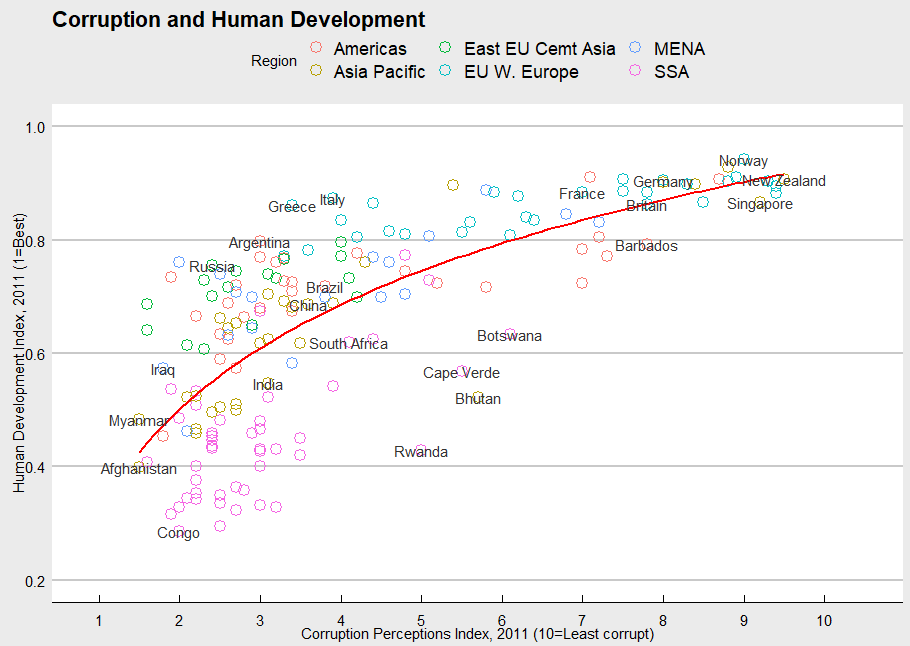 Corruption and Human Development
Region
Americas
East EU Cemt Asia
MENA
Asia Pacific
EU W. Europe
SSA
1.0
0.8
0.6
0.4
0.2
Human Development Index, 2011 (1=Best)
Norway
Germany
New Zealand
France
Britain
Singapore
Italy
Greece
Argentina
Barbados
Russia
Brazil
China
Botswana
South Africa
Iraq
Cape Verde
India
Bhutan
Myanmar
Rwanda
Afghanistan
Congo
1 2 3 4 5 6 7 8 9 10
Corruption Perceptions Index, 2011 (10=Least corrupt)